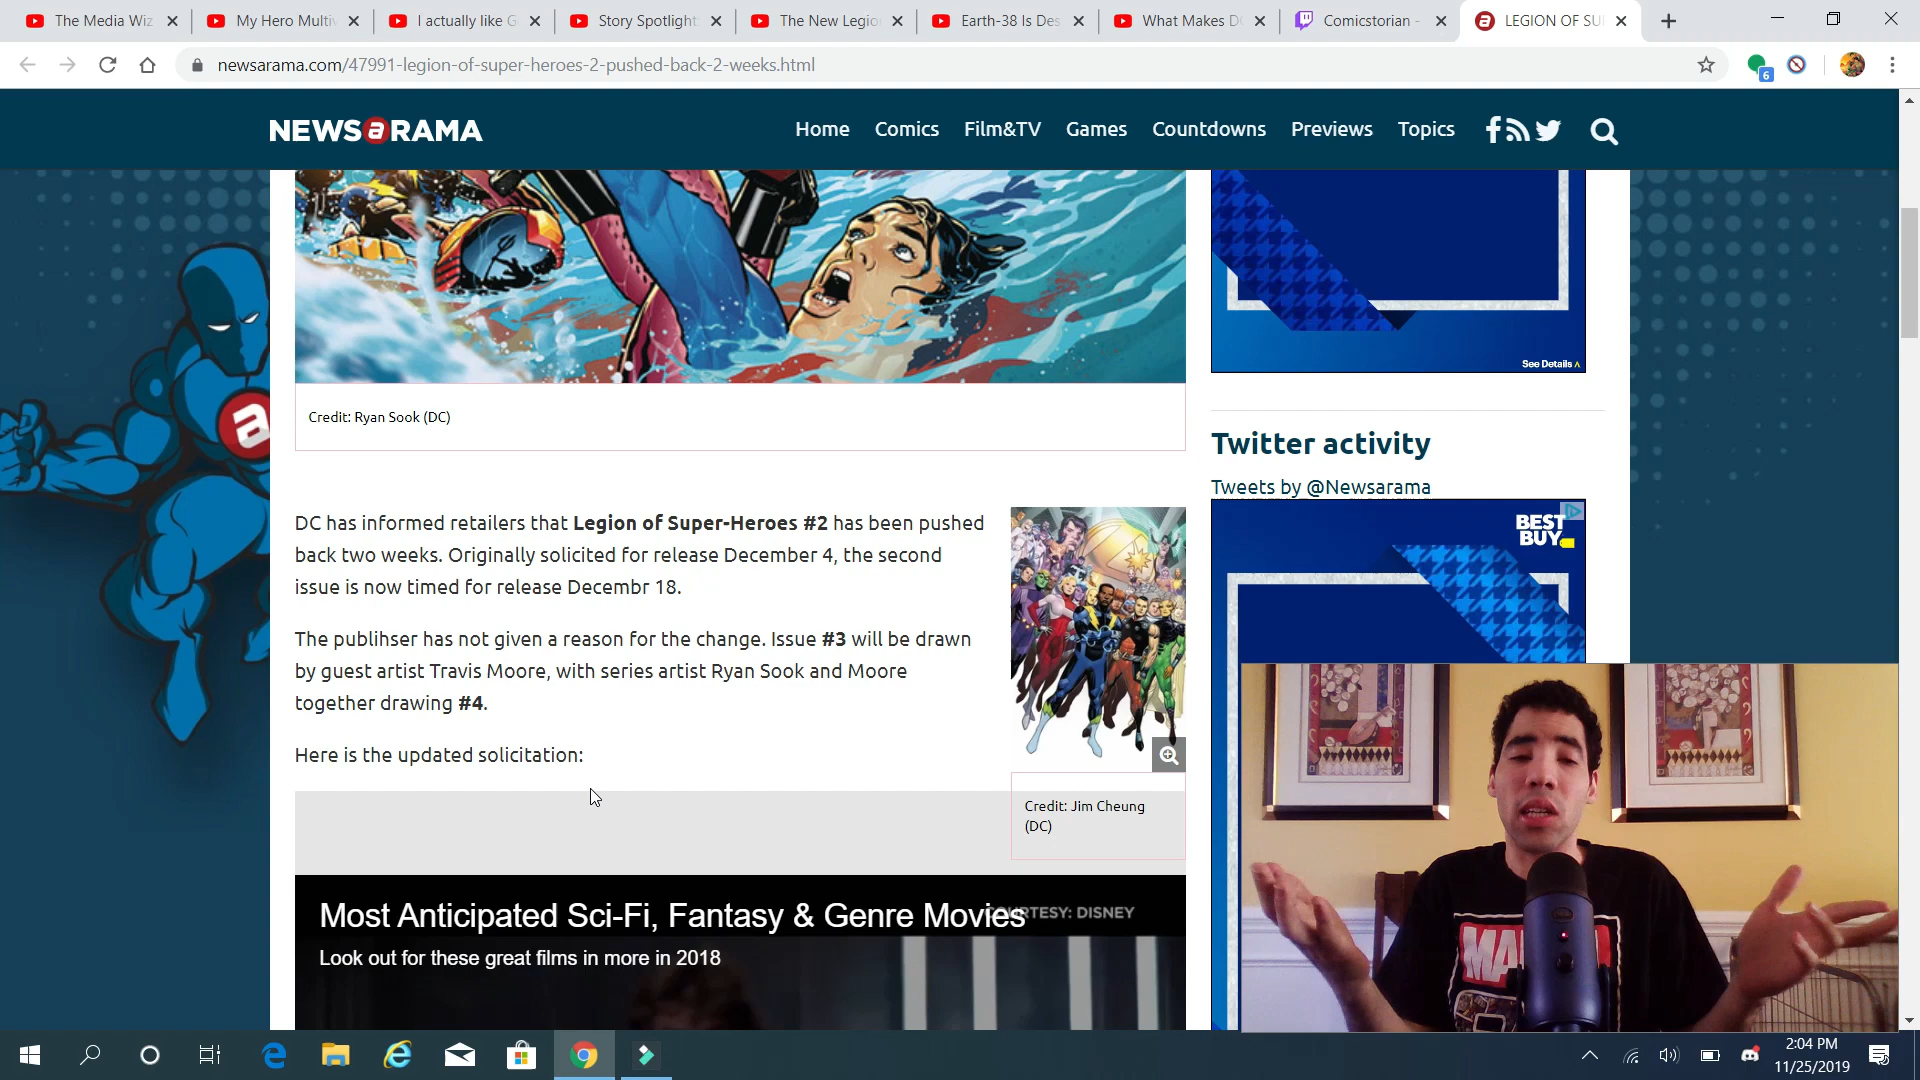 The Media Wiz
My Hero Multiv
I actually like G
Story Spotlight
The New Legio
Earth-38 Is Des
What Makes DC
Comicstorian -
LEGION OF SU
newsarama.com/47991-legion-of-super-heroes-2-pushed-back-2-weeks.html
6
NEWSaRAMA
Home
Comics
Film&TV
Games
Countdowns
Previews
Topics
See Details
Credit: Ryan Sook (DC)
Twitter activity
Tweets by @Newsarama
BEST
BUY
DC has informed retailers that Legion of Super-Heroes #2 has been pushed
back two weeks. Originally solicited for release December 4, the second
issue is now timed for release Decembr 18.
The publihser has not given a reason for the change. Issue #3 will be drawn
by guest artist Travis Moore, with series artist Ryan Sook and Moore
together drawing #4.
Here is the updated solicitation:
Credit: Jim Cheung
(DC)
Most Anticipated Sci-Fi, Fantasy & Genre Movies
COURTESY: DISNEY
Look out for these great films in more in 2018
2:04 PM
11/25/2019